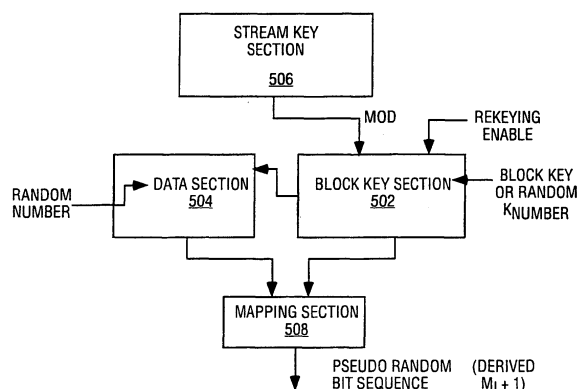 STREAM KEY
SECTION
506
MOD
REKEYING
ENABLE
RANDOM
NUMBER
DATA SECTION
504
BLOCK KEY SECTION
502
BLOCK KEY
OR RANDOM
KNUMBER
MAPPING SECTION
508
PSEUDO RANDOM (DERIVED
BIT SEQUENCE MI + 1)